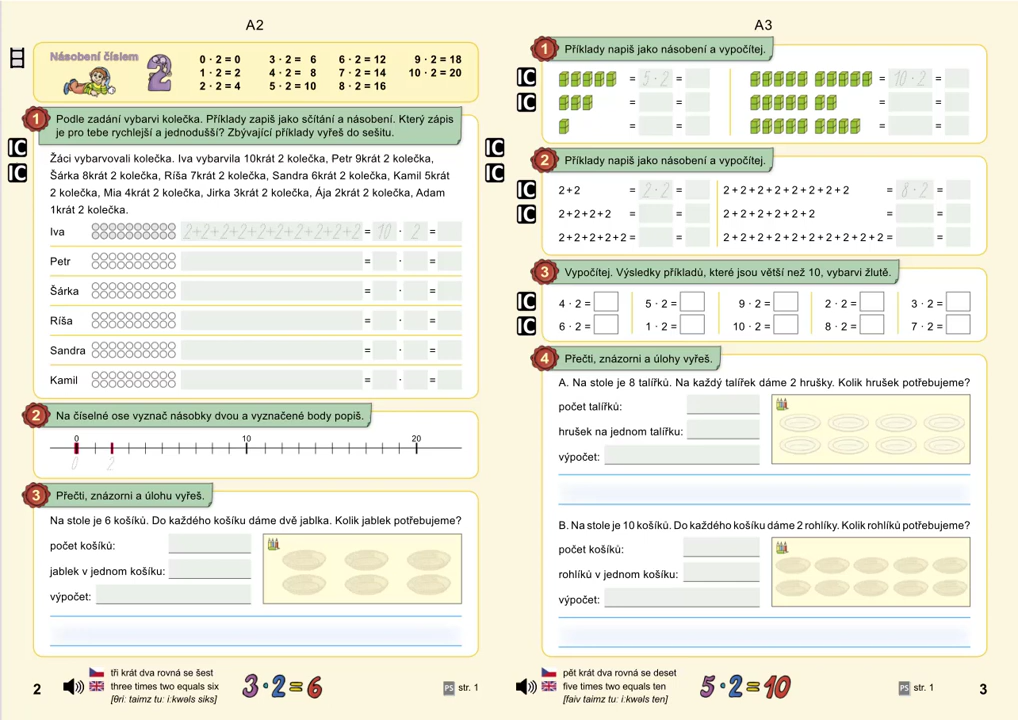 A2
Násobení číslem
2
0 · 2 = 0
1 · 2 = 2
2 · 2 = 4
3 · 2 = 6
4 · 2 = 8
5 · 2 = 10
6 · 2 = 12
7 · 2 = 14
8 · 2 = 16
9 · 2 = 18
10 · 2 = 20
1
Podle zadání vybarvi kolečka. Příklady zapiš jako sčítání a násobení. Který zápis
je pro tebe rychlejší a jednodušší? Zbývající příklady vyřeš do sešitu.
IC
IC
Žáci vybarvovali kolečka. Iva vybarvila 10krát 2 kolečka, Petr 9krát 2 kolečka,
Šárka 8krát 2 kolečka, Ríša 7krát 2 kolečka, Sandra 6krát 2 kolečka, Kamil 5krát
2 kolečka, Mia 4krát 2 kolečka, Jirka 3krát 2 kolečka, Ája 2krát 2 kolečka, Adam
1krát 2 kolečka.
Iva 2+2+2+2+2+2+2+2+2+2 = 10 · 2 =
Petr = · =
Šárka = · =
Ríša = · =
Sandra = · =
Kamil = · =
2
Na číselné ose vyznač násobky dvou a vyznačené body popiš.
0 10 20
0 2
3
Přečti, znázorni a úlohu vyřeš.
Na stole je 6 košíků. Do každého košíku dáme dvě jablka. Kolik jablek potřebujeme?
počet košíků:
jablek v jednom košíku:
výpočet:
2
tři krát dva rovná se šest
three times two equals six
[θri: taimz tu: i:kwəls siks]
3·2=6
PS str. 1
A3
1
Příklady napiš jako násobení a vypočítej.
IC
IC
= 5 · 2 =
= =
= =
= 10 · 2 =
= =
= =
2
Příklady napiš jako násobení a vypočítej.
IC
IC
IC
IC
2+2 = 2 · 2 =
2+2+2+2 = =
2+2+2+2+2 = =
2+2+2+2+2+2+2+2 = 8 · 2 =
2+2+2+2+2+2 = =
2+2+2+2+2+2+2+2+2+2 = =
3
Vypočítej. Výsledky příkladů, které jsou větší než 10, vybarvi žlutě.
IC
IC
4 · 2 = 5 · 2 = 9 · 2 = 2 · 2 = 3 · 2 =
6 · 2 = 1 · 2 = 10 · 2 = 8 · 2 = 7 · 2 =
4
Přečti, znázorni a úlohy vyřeš.
A. Na stole je 8 talířků. Na každý talířek dáme 2 hrušky. Kolik hrušek potřebujeme?
počet talířků:
hrušek na jednom talířku:
výpočet:
B. Na stole je 10 košíků. Do každého košíku dáme 2 rohlíky. Kolik rohlíků potřebujeme?
počet košíků:
rohlíků v jednom košíku:
výpočet:
pět krát dva rovná se deset
five times two equals ten
[faiv taimz tu: i:kwəls ten]
5·2=10
PS str. 1
3